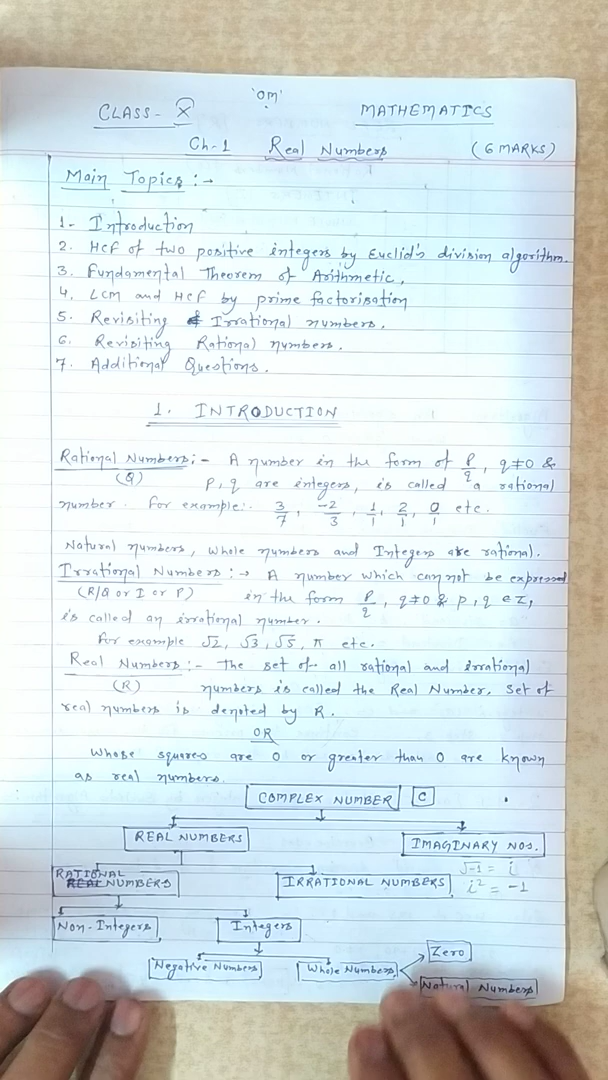 'OM'
CLASS - X MATHEMATICS
Ch-1 Real Numbers (6 MARKS)
Main Topics :→
1- Introduction
2. HCF of two positive integers by Euclid's division algorithm.
3. Fundamental Theorem of Arithmetic.
4. LCM and HCF by prime factorisation
5. Revisiting Irrational numbers.
6. Revisiting Rational numbers.
7. Additional Questions.
1. INTRODUCTION
Rational Numbers :- A number in the form of P/q, q≠0 &
(Q) P, q are integers, is called a rational
number. For example:- 3/7, -2/3, 1/1, 2/1, 0/1 etc.
Natural numbers, whole numbers and Integers are rational.
Irrational Numbers :→ A number which cannot be expressed
(R/Q or I or P) in the form P/q, q≠0 & p, q ∈ Z,
is called an irrational number.
For example √2, √3, √5, π etc.
Real Numbers :- The set of all rational and irrational
(R) numbers is called the Real Number. Set of
real numbers is denoted by R.
OR
Whose squares are 0 or greater than 0 are known
as real numbers.
COMPLEX NUMBER C
REAL NUMBERS IMAGINARY NOS.
√-1 = i
RATIONAL NUMBERS IRRATIONAL NUMBERS i² = -1
Non-Integers Integers
Zero
Negative Numbers Whole Numbers
Natural Numbers